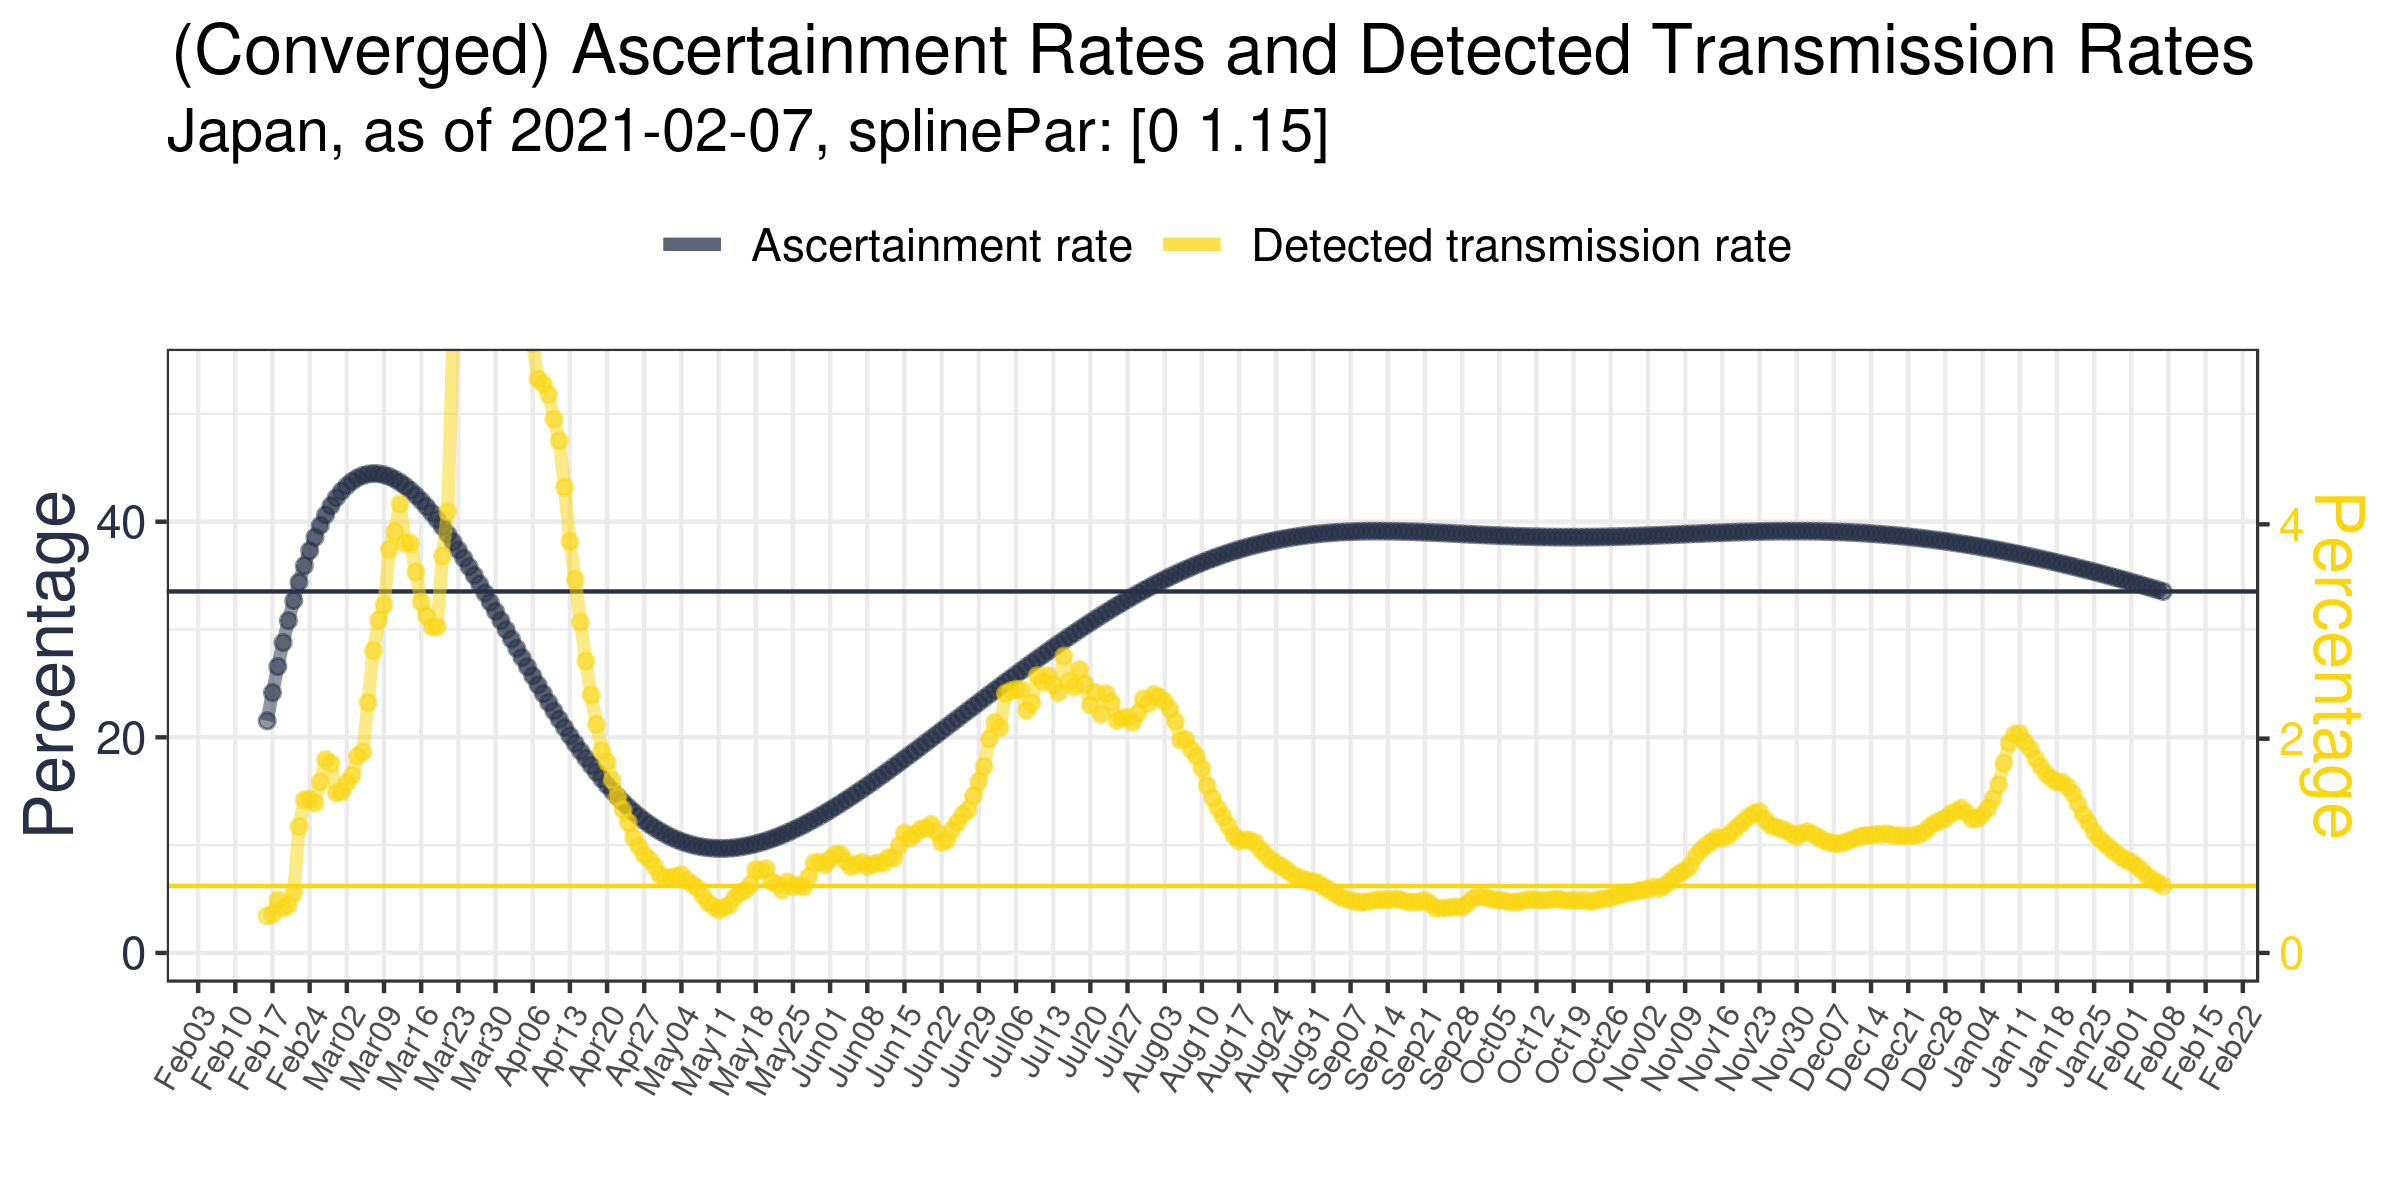 (Converged) Ascertainment Rates and Detected Transmission Rates
Japan, as of 2021-02-07, splinePar: [0 1.15]
Ascertainment rate
Detected transmission rate
Percentage
40
20
0
Percentage
4
2
0
Feb03
Feb10
Feb17
Feb24
Mar02
Mar09
Mar16
Mar23
Mar30
Apr06
Apr13
Apr20
Apr27
May04
May11
May18
May25
Jun01
Jun08
Jun15
Jun22
Jun29
Jul06
Jul13
Jul20
Jul27
Aug03
Aug10
Aug17
Aug24
Aug31
Sep07
Sep14
Sep21
Sep28
Oct05
Oct12
Oct19
Oct26
Nov02
Nov09
Nov16
Nov23
Nov30
Dec07
Dec14
Dec21
Dec28
Jan04
Jan11
Jan18
Jan25
Feb01
Feb08
Feb15
Feb22